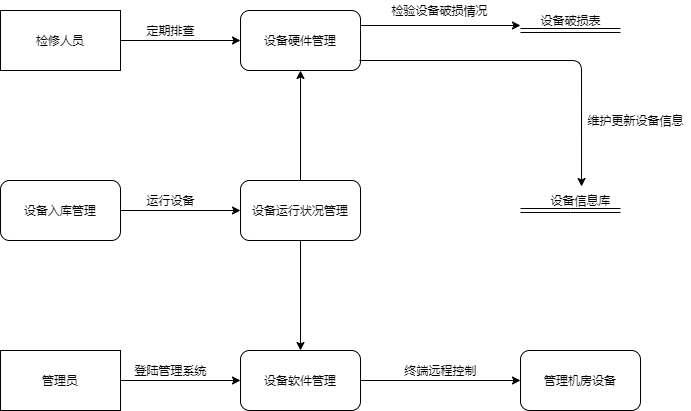 检验设备破损情况
设备破损表
检修人员
定期排查
设备硬件管理
维护更新设备信息
设备入库管理
运行设备
设备运行状况管理
设备信息库
管理员
登陆管理系统
设备软件管理
终端远程控制
管理机房设备